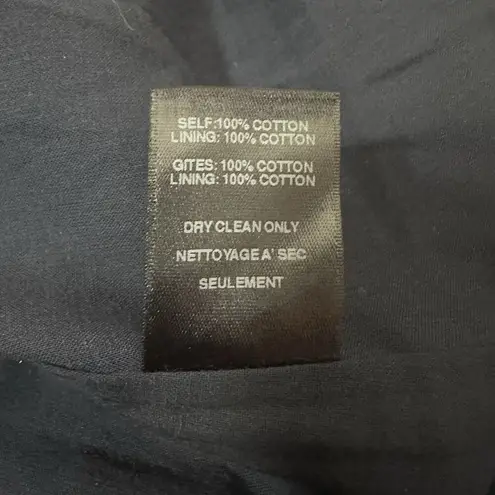 SELF:100% COTTON
LINING: 100% COTTON
GITES: 100% COTTON
LINING: 100% COTTON
DRY CLEAN ONLY
NETTOYAGE A' SEC
SEULEMENT